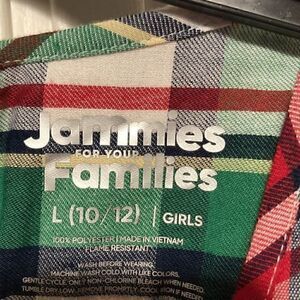 Jammies
FOR YOUR
Families
L (10/12) | GIRLS
100% POLYESTER | MADE IN VIETNAM
FLAME RESISTANT
WASH BEFORE WEARING.
MACHINE WASH COLD WITH LIKE COLORS,
GENTLE CYCLE. ONLY NON-CHLORINE BLEACH WHEN NEEDED.
TUMBLE DRY LOW. REMOVE PROMPTLY. COOL IRON IF NEEDED.